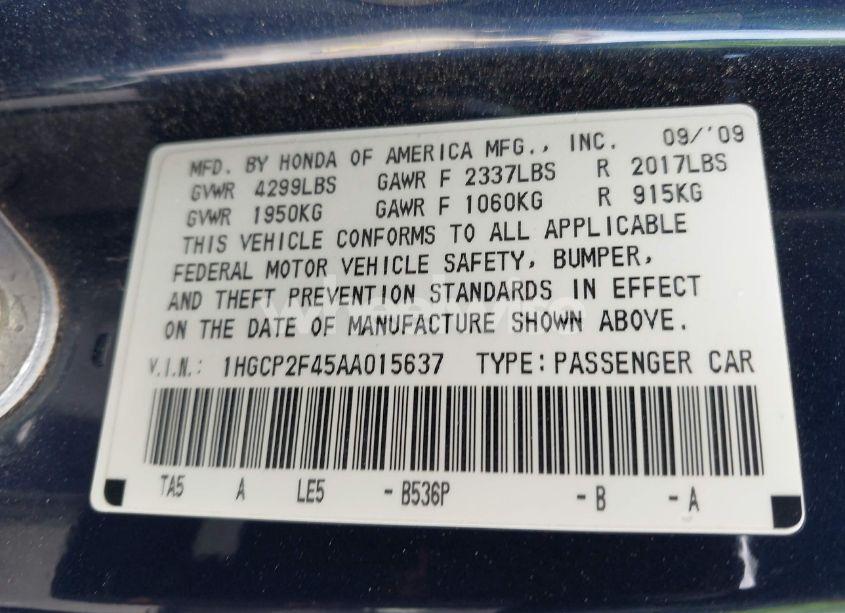 MFD. BY HONDA OF AMERICA MFG., INC. 09/'09
GVWR 4299LBS GAWR F 2337LBS R 2017LBS
GVWR 1950KG GAWR F 1060KG R 915KG
THIS VEHICLE CONFORMS TO ALL APPLICABLE
FEDERAL MOTOR VEHICLE SAFETY, BUMPER,
AND THEFT PREVENTION STANDARDS IN EFFECT
ON THE DATE OF MANUFACTURE SHOWN ABOVE.
V.I.N.: 1HGCP2F45AA015637 TYPE:PASSENGER CAR
TA5 A LE5 -B536P -B -A